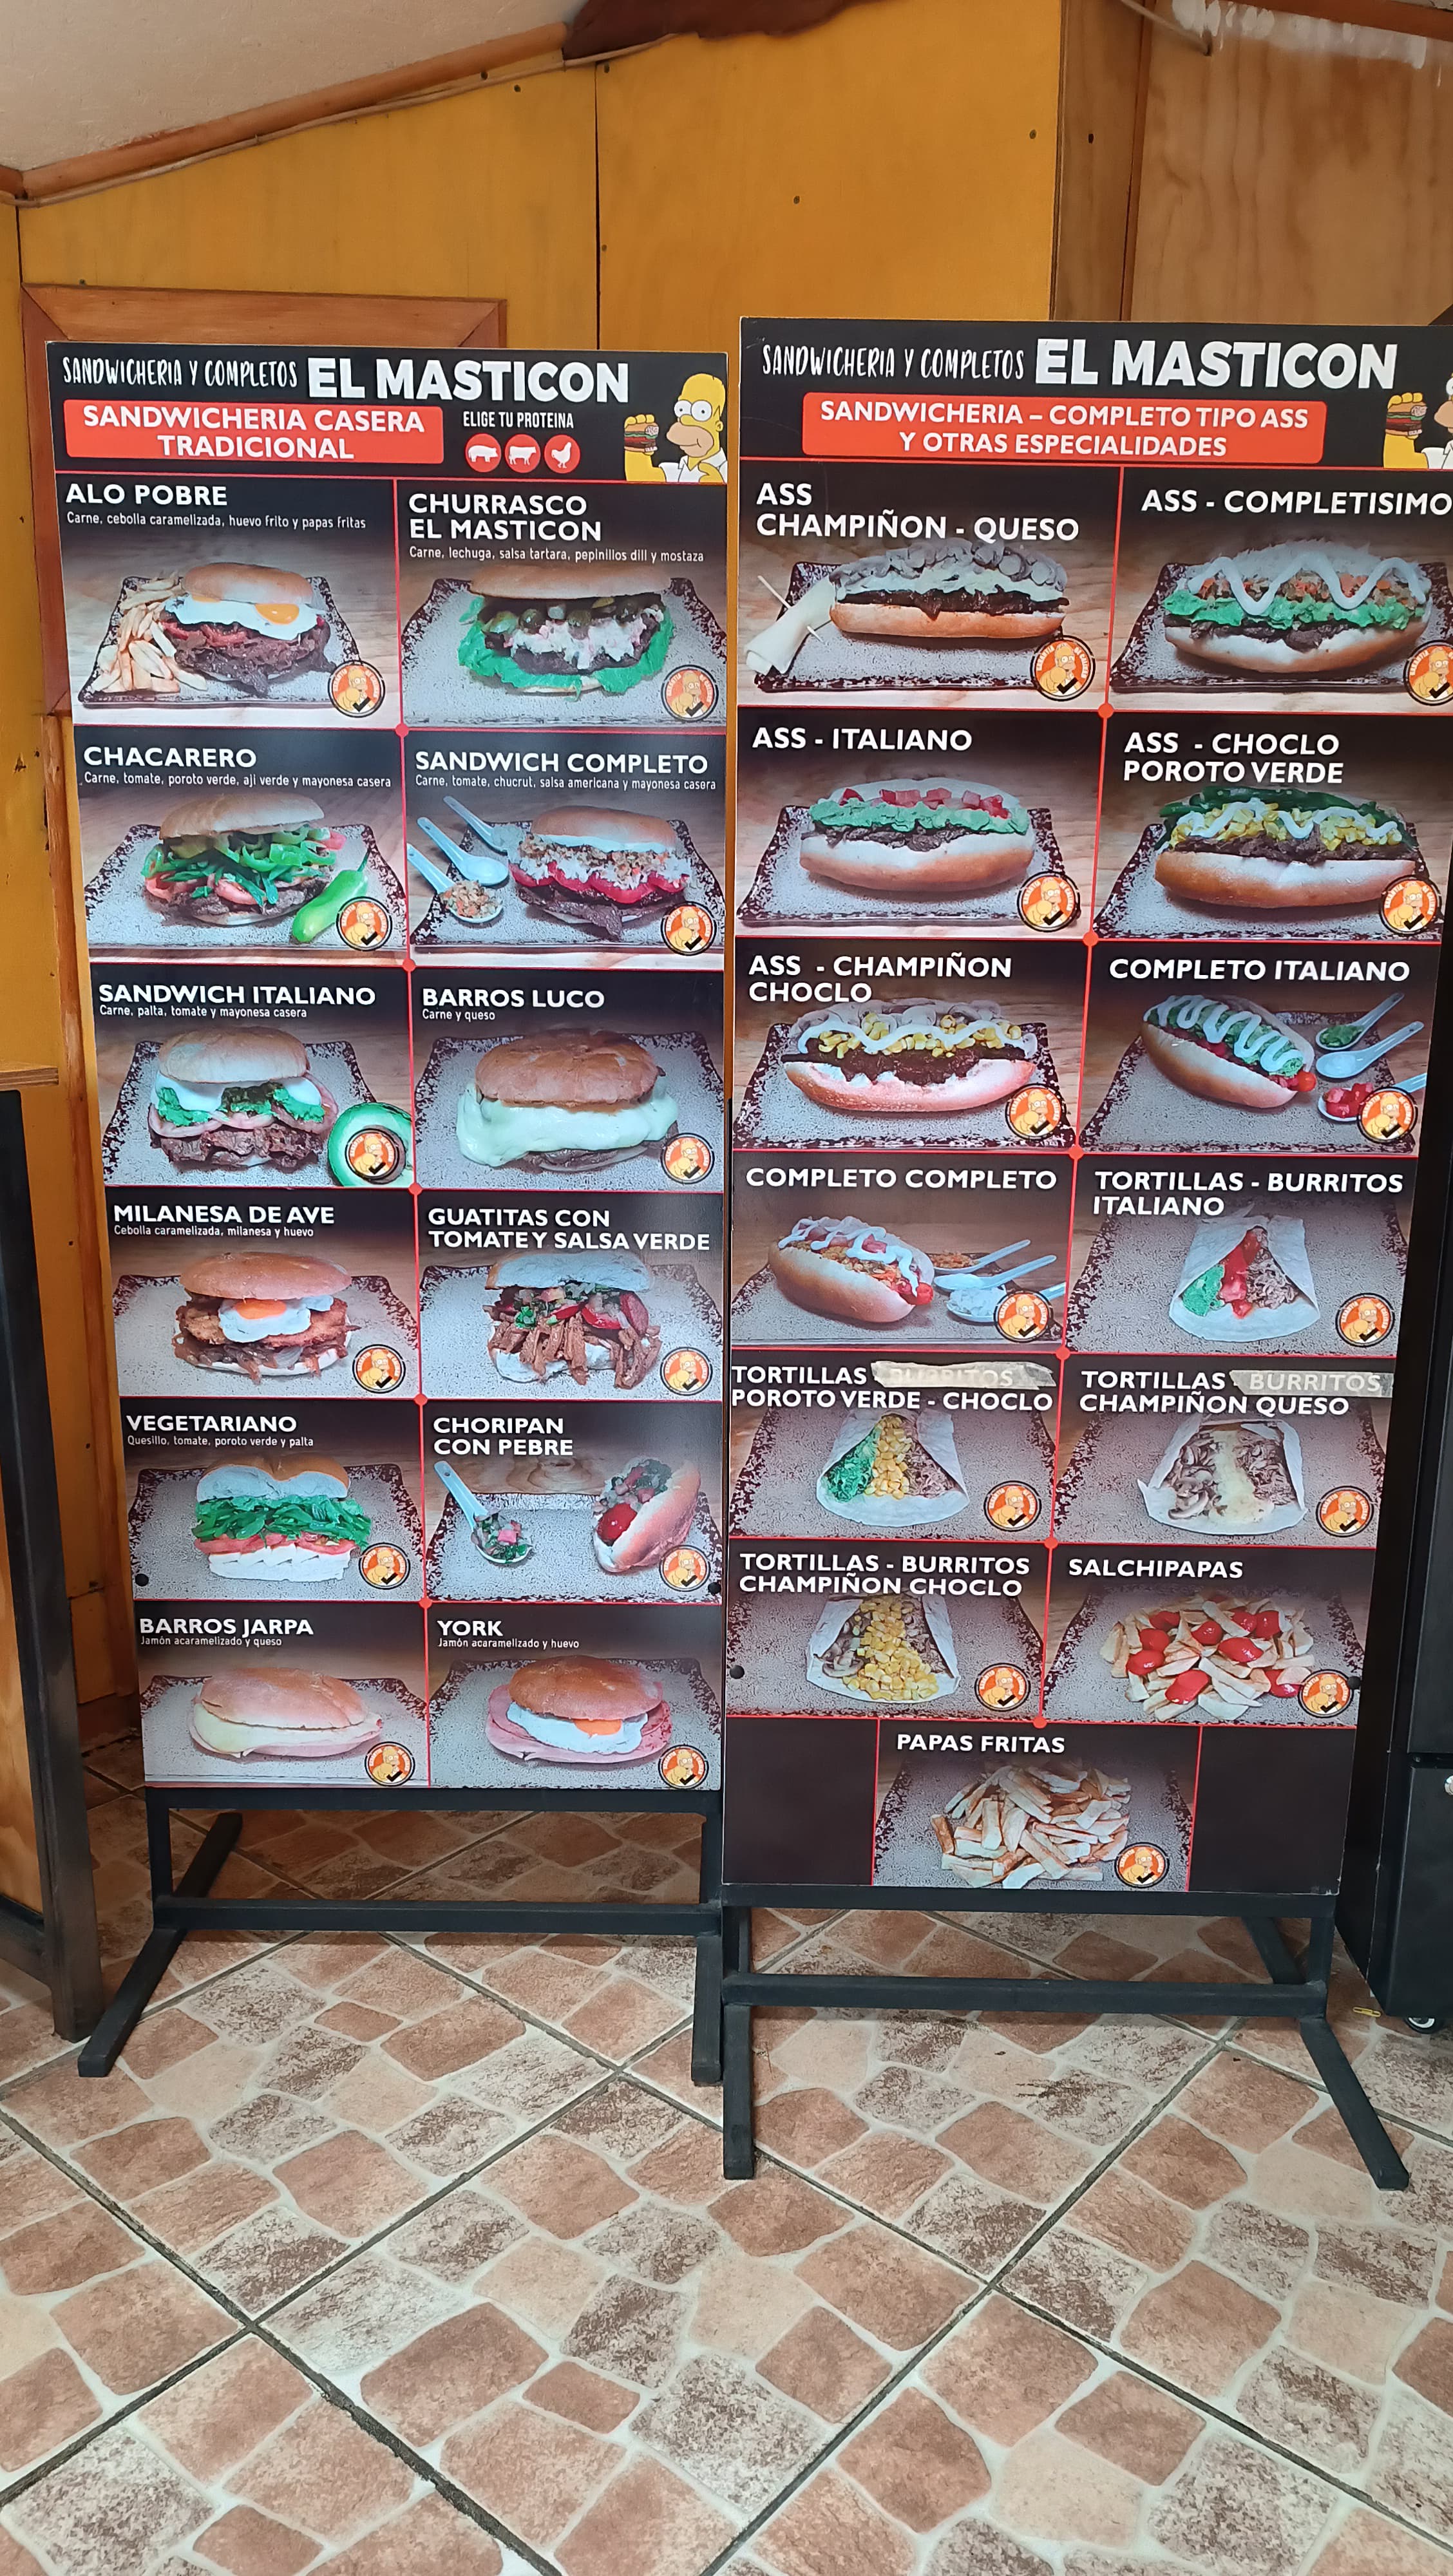 SANDWICHERIA Y COMPLETOS EL MASTICON
SANDWICHERIA CASERA
TRADICIONAL
ELIGE TU PROTEINA
ALO POBRE
Carne, cebolla caramelizada, huevo frito y papas fritas
CHURRASCO
EL MASTICON
Carne, lechuga, salsa tartara, pepinillos dill y mostaza
CHACARERO
Carne, tomate, poroto verde, aji verde y mayonesa casera
SANDWICH COMPLETO
Carne, tomate, chucrut, salsa americana y mayonesa casera
SANDWICH ITALIANO
Carne, palta, tomate y mayonesa casera
BARROS LUCO
Carne y queso
MILANESA DE AVE
Cebolla caramelizada, milanesa y huevo
GUATITAS CON
TOMATE Y SALSA VERDE
VEGETARIANO
Quesillo, tomate, poroto verde y palta
CHORIPAN
CON PEBRE
BARROS JARPA
Jamón acaramelizado y queso
YORK
Jamón acaramelizado y huevo
SANDWICHERIA Y COMPLETOS EL MASTICON
SANDWICHERIA – COMPLETO TIPO ASS
Y OTRAS ESPECIALIDADES
ASS
CHAMPIÑON - QUESO
ASS - COMPLETISIMO
ASS - ITALIANO
ASS - CHOCLO
POROTO VERDE
ASS - CHAMPIÑON
CHOCLO
COMPLETO ITALIANO
COMPLETO COMPLETO
TORTILLAS - BURRITOS
ITALIANO
TORTILLAS BURRITOS
POROTO VERDE - CHOCLO
TORTILLAS BURRITOS
CHAMPIÑON QUESO
TORTILLAS - BURRITOS
CHAMPIÑON CHOCLO
SALCHIPAPAS
PAPAS FRITAS